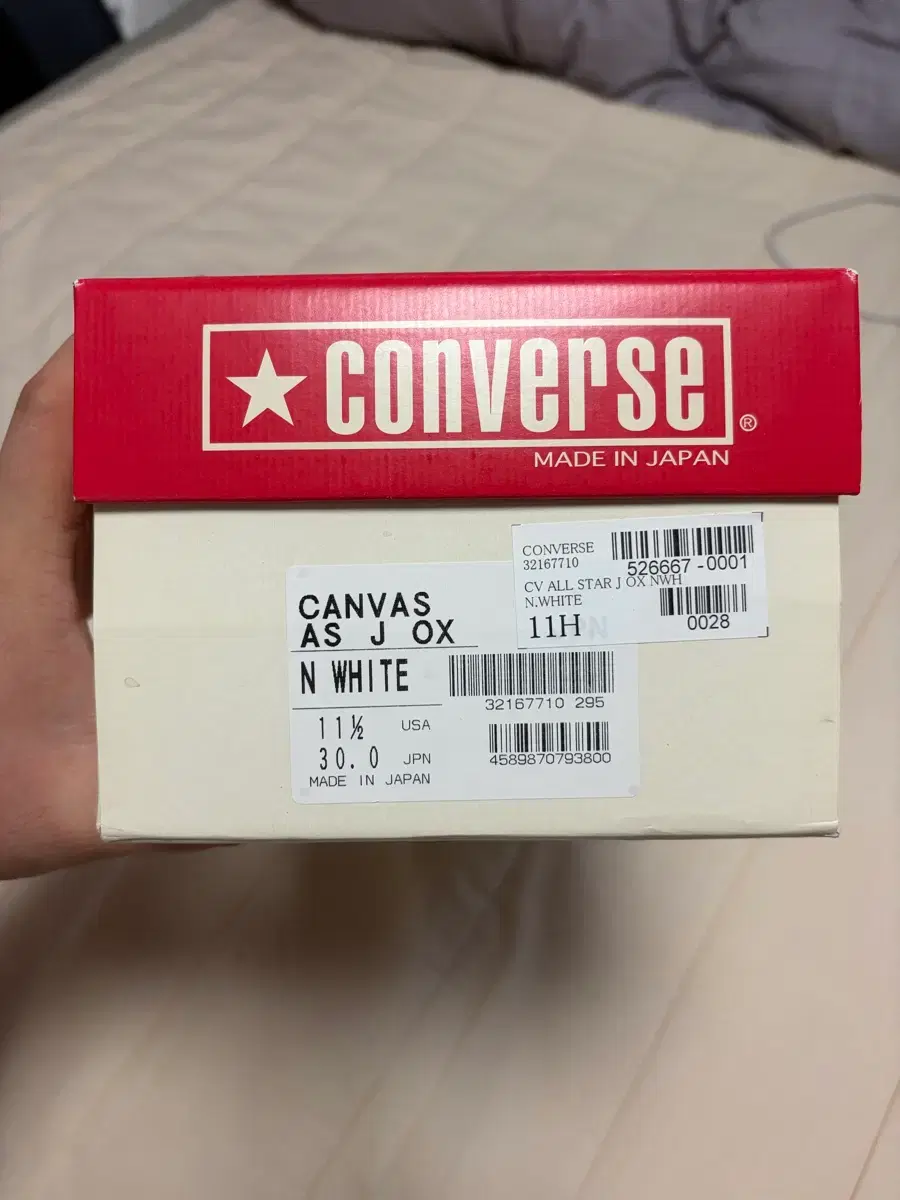 ★ converse ®
MADE IN JAPAN
CONVERSE
32167710
526667-0001
CV ALL STAR J OX NWH
N.WHITE
11H
0028
CANVAS
AS J OX
N WHITE
32167710 295
11½ USA
30.0 JPN
4589870793800
MADE IN JAPAN